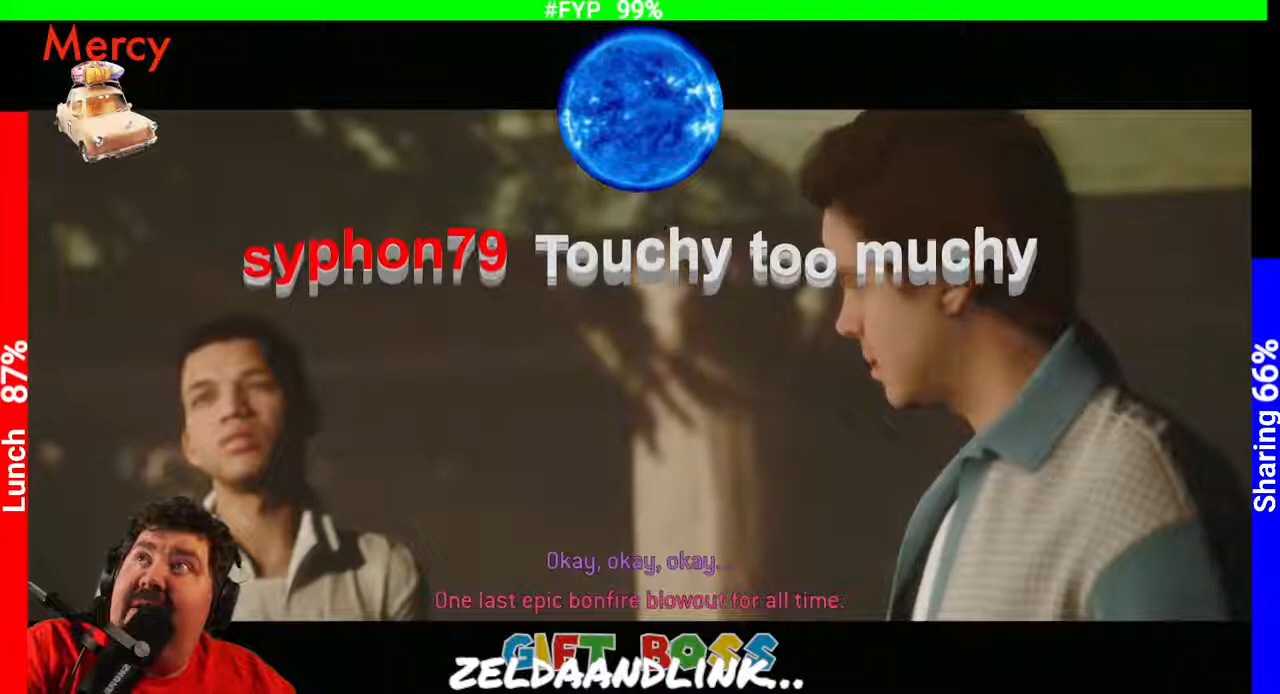 #FYP 99%
Mercy
syphon79 Touchy too muchy
Lunch 87%
Sharing 66%
Okay, okay, okay...
One last epic bonfire blowout for all time.
GIFT BOSS
ZELDAANDLINK...